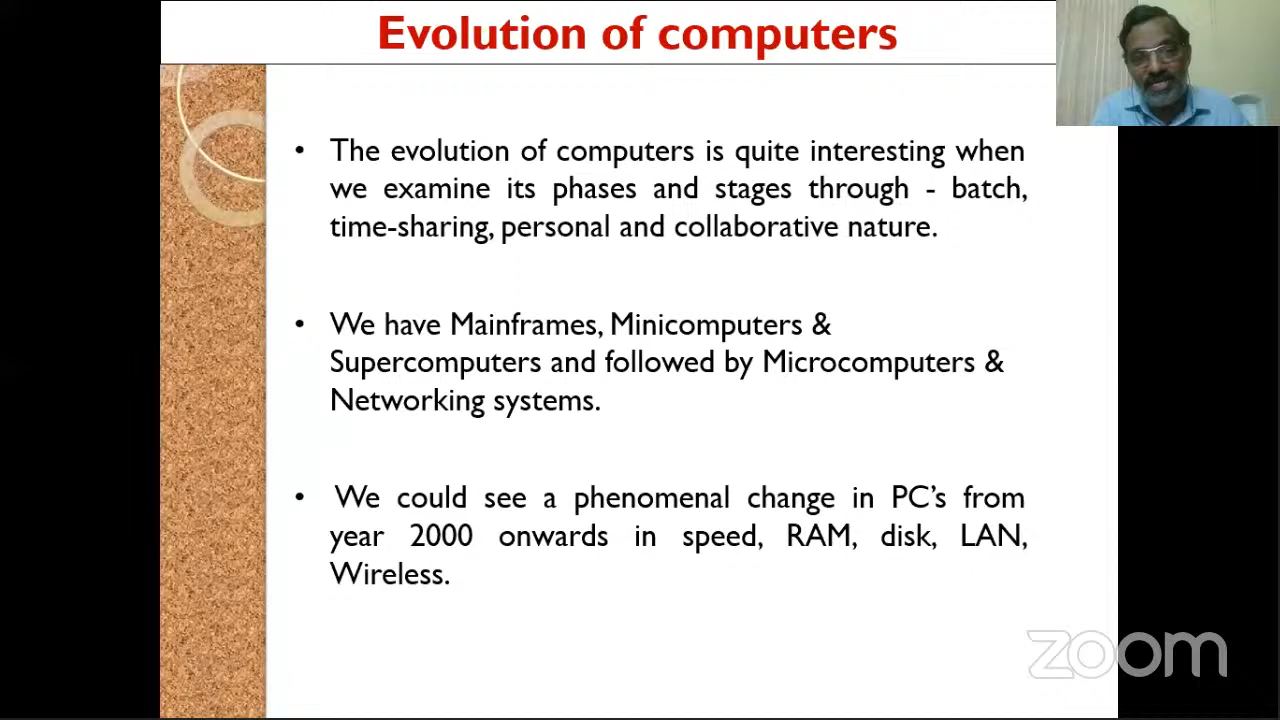 Evolution of computers
• The evolution of computers is quite interesting when
we examine its phases and stages through - batch,
time-sharing, personal and collaborative nature.
• We have Mainframes, Minicomputers &
Supercomputers and followed by Microcomputers &
Networking systems.
• We could see a phenomenal change in PC’s from
year 2000 onwards in speed, RAM, disk, LAN,
Wireless.
zoom